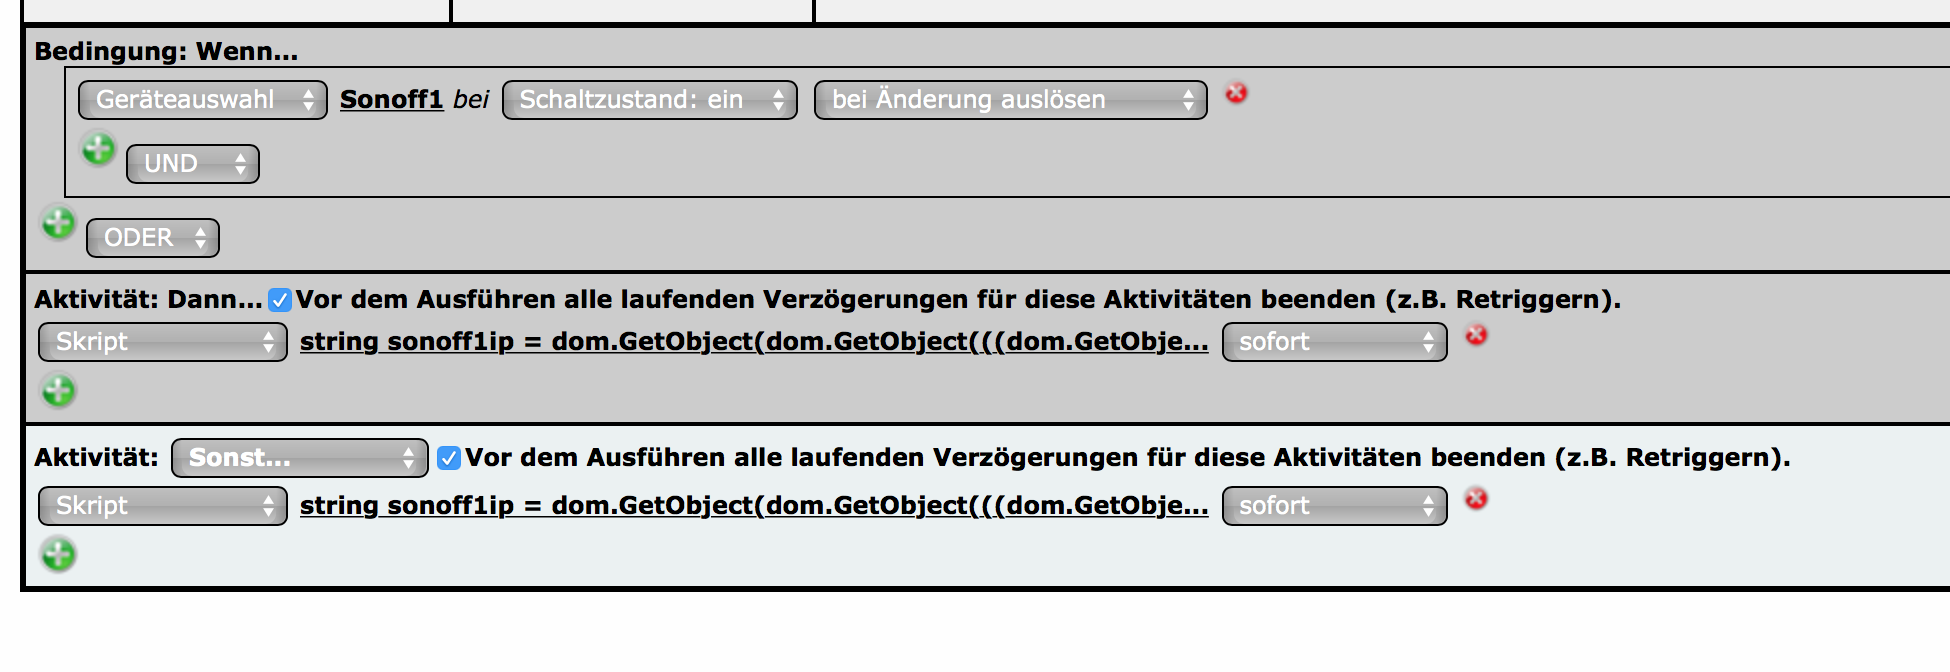 Bedingung: Wenn...
Geräteauswahl Sonoff1 bei Schaltzustand: ein bei Änderung auslösen
UND
ODER
Aktivität: Dann... Vor dem Ausführen alle laufenden Verzögerungen für diese Aktivitäten beenden (z.B. Retriggern).
Skript string sonoff1ip = dom.GetObject(dom.GetObject(((dom.GetObje... sofort
Aktivität: Sonst... Vor dem Ausführen alle laufenden Verzögerungen für diese Aktivitäten beenden (z.B. Retriggern).
Skript string sonoff1ip = dom.GetObject(dom.GetObject(((dom.GetObje... sofort